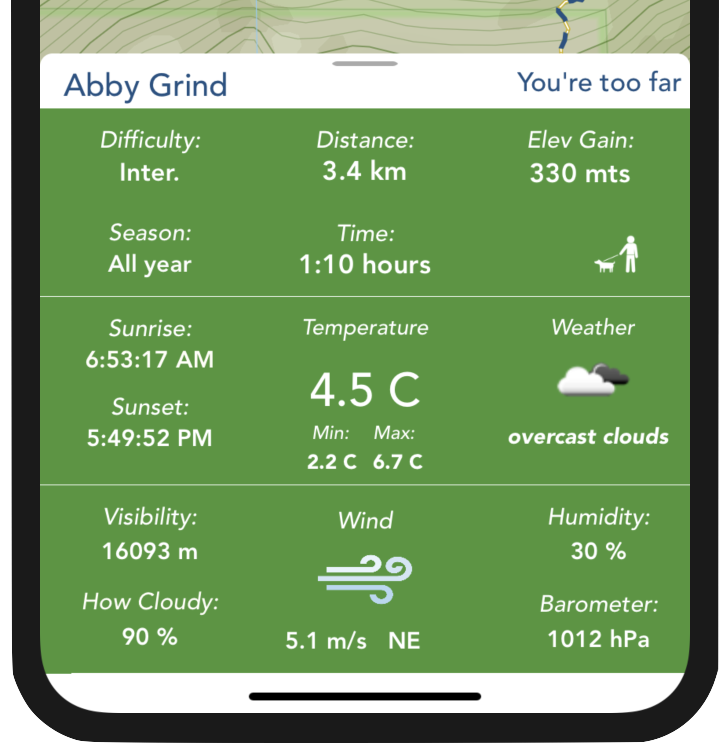 Abby Grind
You're too far
Difficulty:
Inter.
Distance:
3.4 km
Elev Gain:
330 mts
Season:
All year
Time:
1:10 hours
Sunrise:
6:53:17 AM
Sunset:
5:49:52 PM
Temperature
4.5 C
Min: Max:
2.2 C 6.7 C
Weather
overcast clouds
Visibility:
16093 m
How Cloudy:
90 %
Wind
5.1 m/s NE
Humidity:
30 %
Barometer:
1012 hPa